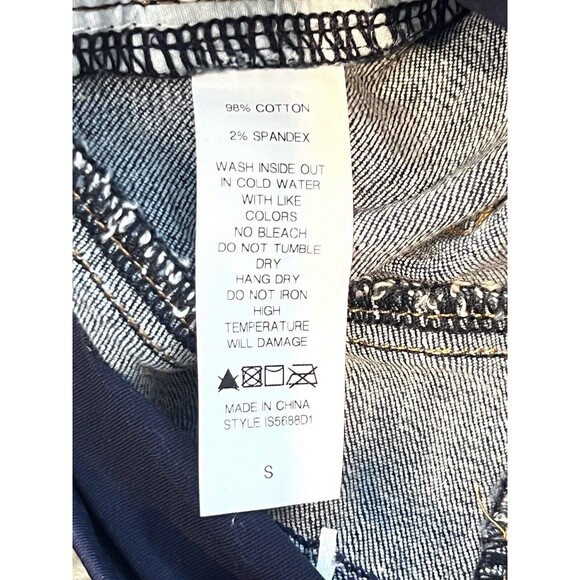 98% COTTON
2% SPANDEX
WASH INSIDE OUT
IN COLD WATER
WITH LIKE
COLORS
NO BLEACH
DO NOT TUMBLE
DRY
HANG DRY
DO NOT IRON
HIGH
TEMPERATURE
WILL DAMAGE
MADE IN CHINA
STYLE IS5688D1
S